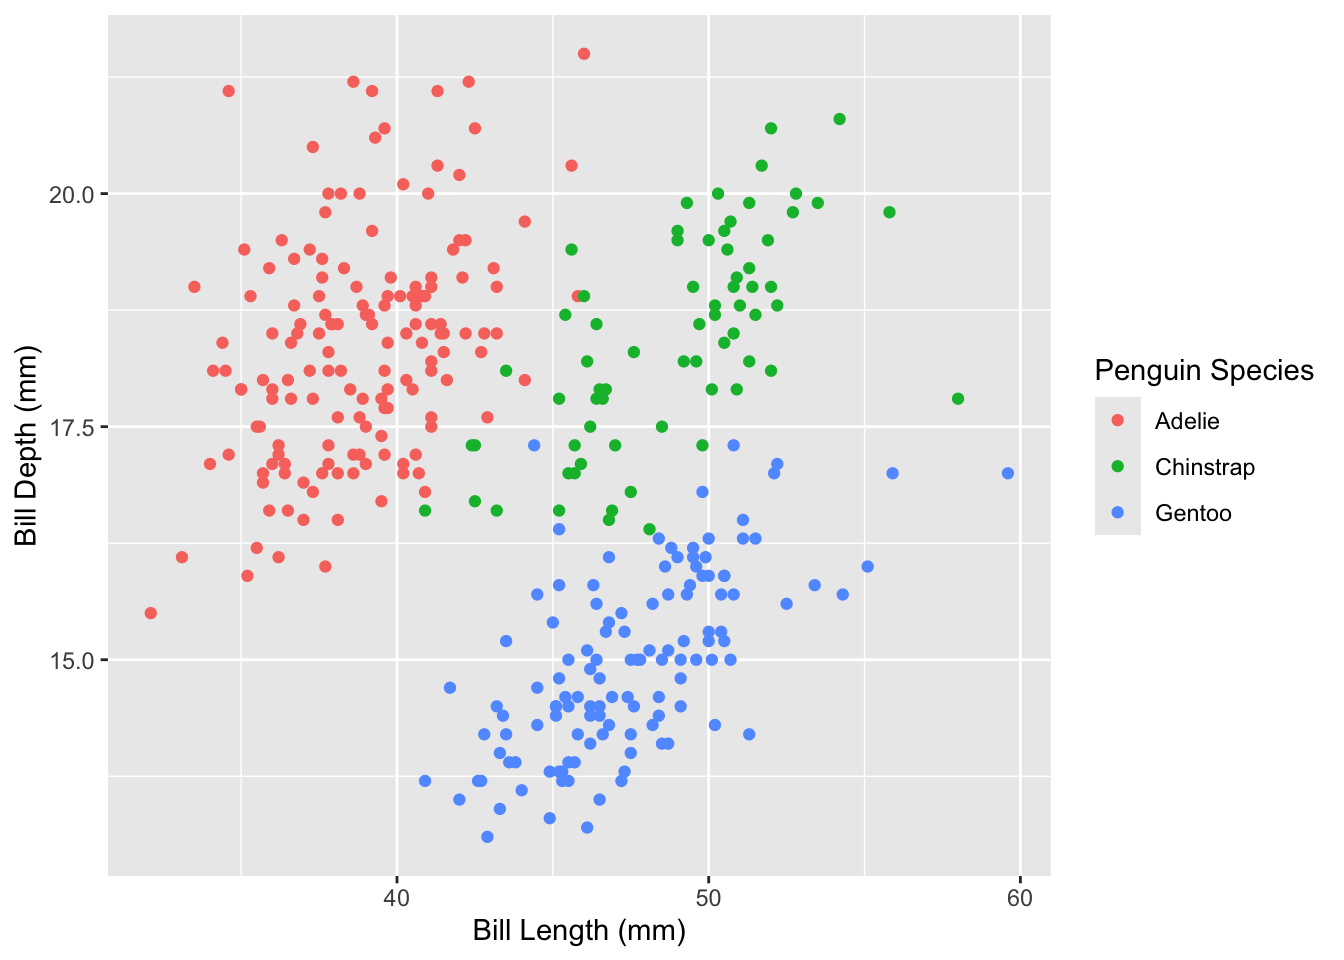 20.0
17.5
15.0
Bill Depth (mm)
40 50 60
Bill Length (mm)
Penguin Species
Adelie
Chinstrap
Gentoo